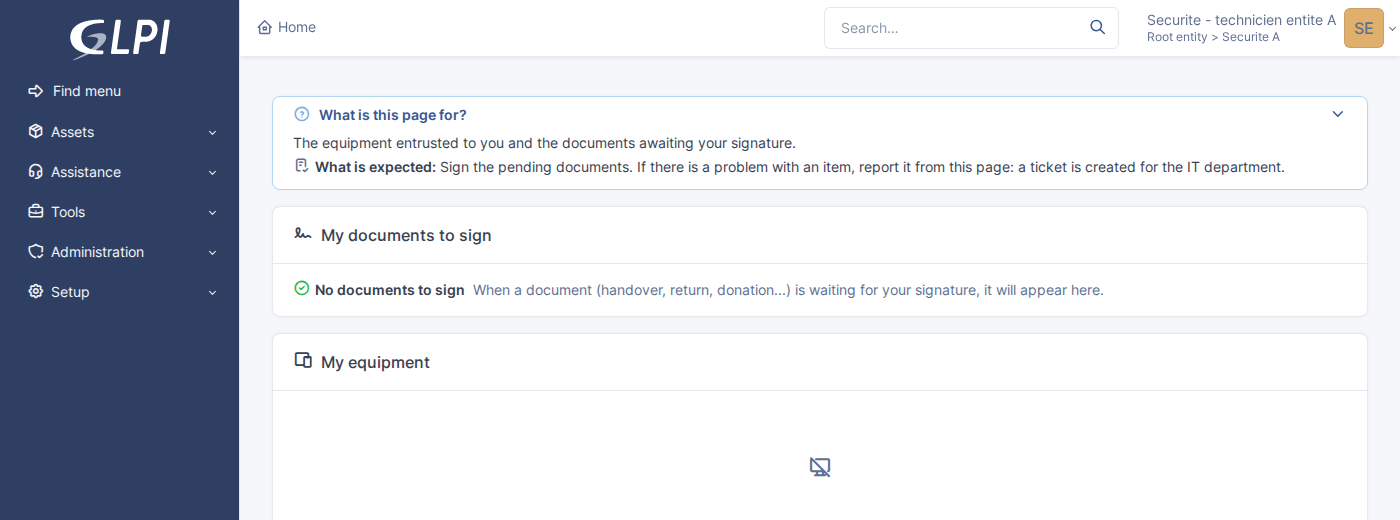 GLPI
Home
Search...
Securite - technicien entite A
Root entity > Securite A
SE
Find menu
Assets
Assistance
Tools
Administration
Setup
What is this page for?
The equipment entrusted to you and the documents awaiting your signature.
What is expected: Sign the pending documents. If there is a problem with an item, report it from this page: a ticket is created for the IT department.
My documents to sign
No documents to sign When a document (handover, return, donation...) is waiting for your signature, it will appear here.
My equipment